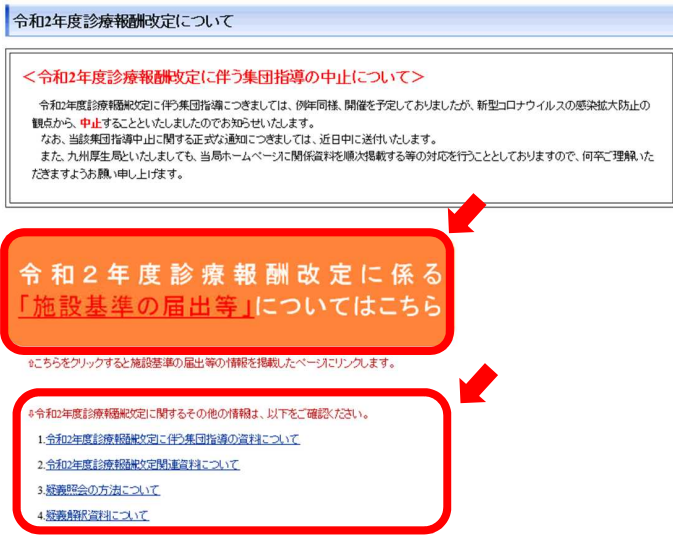 令和2年度診療報酬改定について
＜令和2年度診療報酬改定に伴う集団指導の中止について＞
令和2年度診療報酬改定に伴う集団指導につきましては、例年同様、開催を予定しておりましたが、新型コロナウイルスの感染拡大防止の
観点から、中止することといたしましたのでお知らせいたします。
なお、当該集団指導中止に関する正式な通知につきましては、近日中に送付いたします。
また、九州厚生局といたしましても、当局ホームページに関係資料を順次掲載する等の対応を行うこととしておりますので、何卒ご理解いた
だきますようお願い申し上げます。
令和２年度診療報酬改定に係る
「施設基準の届出等」についてはこちら
⇧こちらをクリックすると施設基準の届出等の情報を掲載したページにリンクします。
⇩令和2年度診療報酬改定に関するその他の情報は、以下をご確認ください。
1.令和2年度診療報酬改定に伴う集団指導の資料について
2.令和2年度診療報酬改定関連資料について
3.疑義照会の方法について
4.疑義解釈資料について